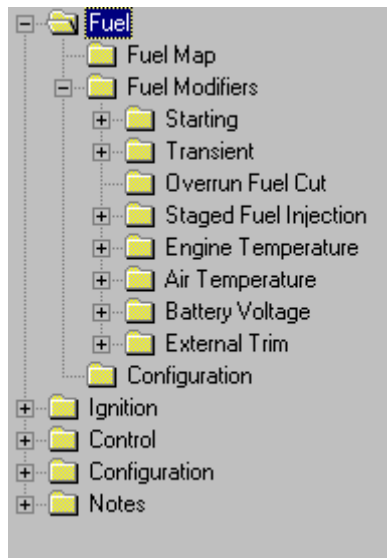 Fuel
Fuel Map
Fuel Modifiers
Starting
Transient
Overrun Fuel Cut
Staged Fuel Injection
Engine Temperature
Air Temperature
Battery Voltage
External Trim
Configuration
Ignition
Control
Configuration
Notes